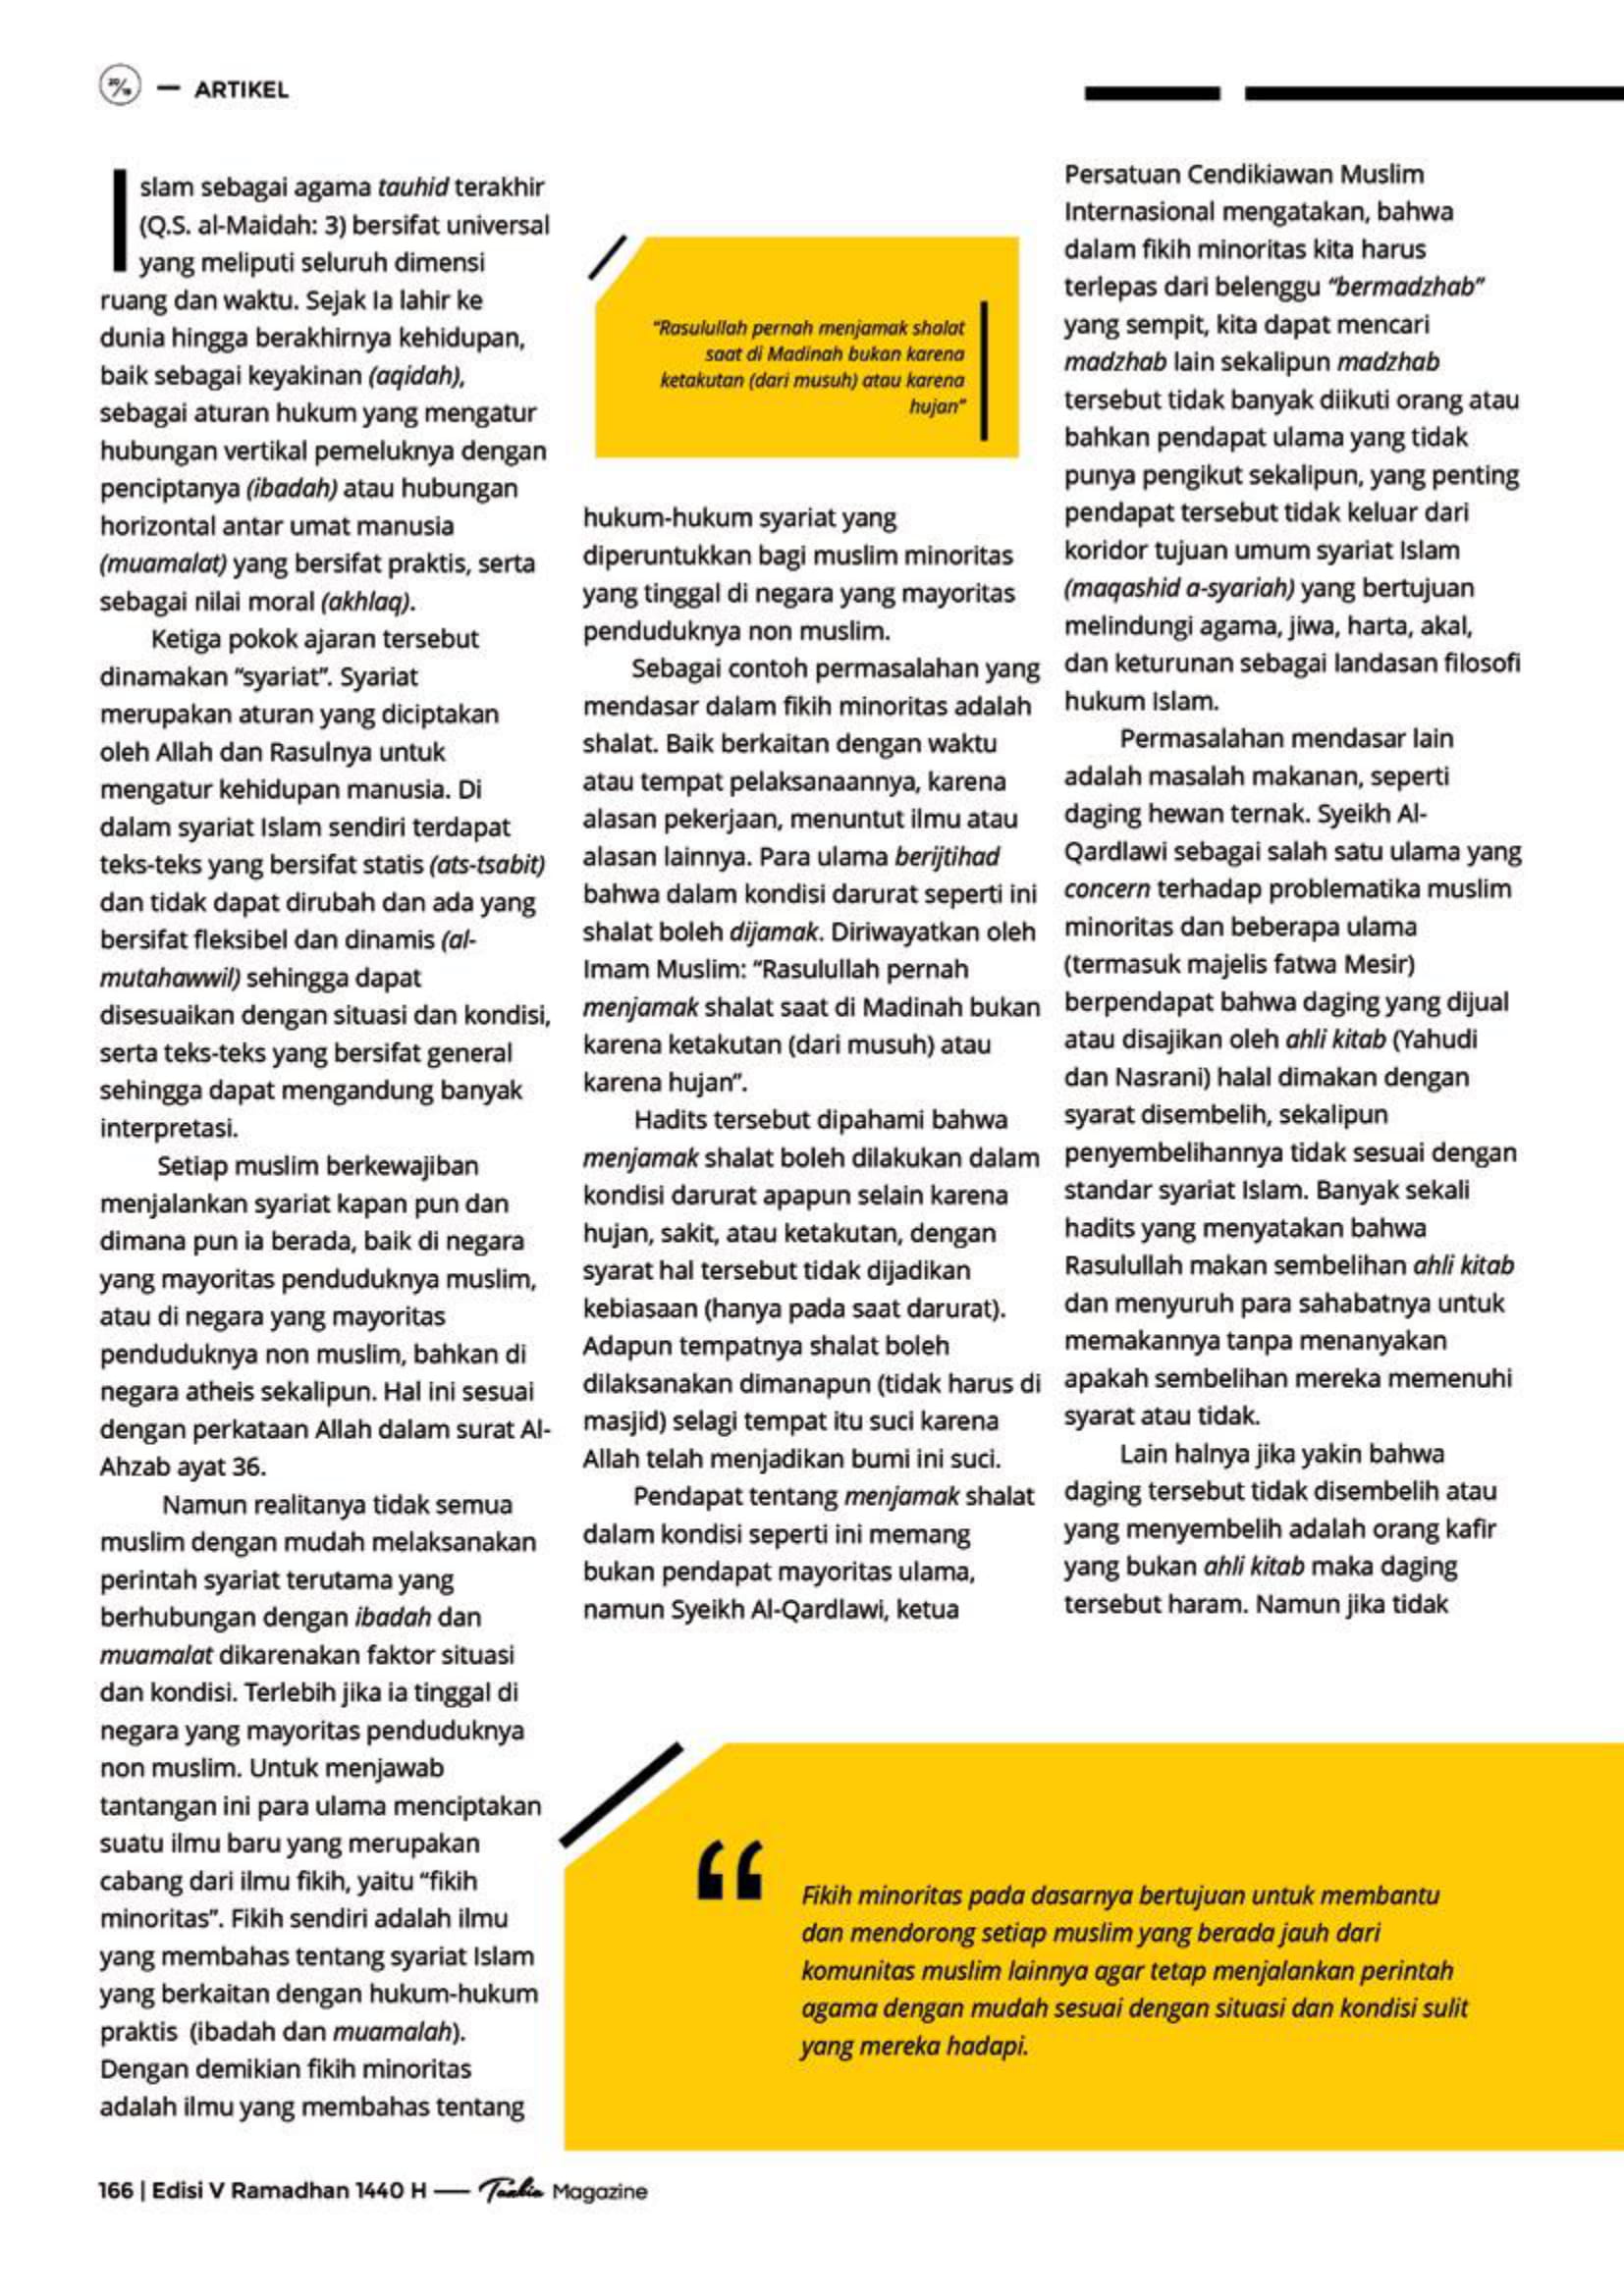 — ARTIKEL
Islam sebagai agama tauhid terakhir
(Q.S. al-Maidah: 3) bersifat universal
yang meliputi seluruh dimensi
ruang dan waktu. Sejak Ia lahir ke
dunia hingga berakhirnya kehidupan,
baik sebagai keyakinan (aqidah),
sebagai aturan hukum yang mengatur
hubungan vertikal pemeluknya dengan
penciptanya (ibadah) atau hubungan
horizontal antar umat manusia
(muamalat) yang bersifat praktis, serta
sebagai nilai moral (akhlaq).
Ketiga pokok ajaran tersebut
dinamakan “syariat”. Syariat
merupakan aturan yang diciptakan
oleh Allah dan Rasulnya untuk
mengatur kehidupan manusia. Di
dalam syariat Islam sendiri terdapat
teks-teks yang bersifat statis (ats-tsabit)
dan tidak dapat dirubah dan ada yang
bersifat fleksibel dan dinamis (al-
mutahawwil) sehingga dapat
disesuaikan dengan situasi dan kondisi,
serta teks-teks yang bersifat general
sehingga dapat mengandung banyak
interpretasi.
Setiap muslim berkewajiban
menjalankan syariat kapan pun dan
dimana pun ia berada, baik di negara
yang mayoritas penduduknya muslim,
atau di negara yang mayoritas
penduduknya non muslim, bahkan di
negara atheis sekalipun. Hal ini sesuai
dengan perkataan Allah dalam surat Al-
Ahzab ayat 36.
Namun realitanya tidak semua
muslim dengan mudah melaksanakan
perintah syariat terutama yang
berhubungan dengan ibadah dan
muamalat dikarenakan faktor situasi
dan kondisi. Terlebih jika ia tinggal di
negara yang mayoritas penduduknya
non muslim. Untuk menjawab
tantangan ini para ulama menciptakan
suatu ilmu baru yang merupakan
cabang dari ilmu fikih, yaitu “fikih
minoritas”. Fikih sendiri adalah ilmu
yang membahas tentang syariat Islam
yang berkaitan dengan hukum-hukum
praktis (ibadah dan muamalah).
Dengan demikian fikih minoritas
adalah ilmu yang membahas tentang
“Rasulullah pernah menjamak shalat
saat di Madinah bukan karena
ketakutan (dari musuh) atau karena
hujan”
hukum-hukum syariat yang
diperuntukkan bagi muslim minoritas
yang tinggal di negara yang mayoritas
penduduknya non muslim.
Sebagai contoh permasalahan yang
mendasar dalam fikih minoritas adalah
shalat. Baik berkaitan dengan waktu
atau tempat pelaksanaannya, karena
alasan pekerjaan, menuntut ilmu atau
alasan lainnya. Para ulama berijtihad
bahwa dalam kondisi darurat seperti ini
shalat boleh dijamak. Diriwayatkan oleh
Imam Muslim: “Rasulullah pernah
menjamak shalat saat di Madinah bukan
karena ketakutan (dari musuh) atau
karena hujan”.
Hadits tersebut dipahami bahwa
menjamak shalat boleh dilakukan dalam
kondisi darurat apapun selain karena
hujan, sakit, atau ketakutan, dengan
syarat hal tersebut tidak dijadikan
kebiasaan (hanya pada saat darurat).
Adapun tempatnya shalat boleh
dilaksanakan dimanapun (tidak harus di
masjid) selagi tempat itu suci karena
Allah telah menjadikan bumi ini suci.
Pendapat tentang menjamak shalat
dalam kondisi seperti ini memang
bukan pendapat mayoritas ulama,
namun Syeikh Al-Qardlawi, ketua
Persatuan Cendikiawan Muslim
Internasional mengatakan, bahwa
dalam fikih minoritas kita harus
terlepas dari belenggu “bermadzhab”
yang sempit, kita dapat mencari
madzhab lain sekalipun madzhab
tersebut tidak banyak diikuti orang atau
bahkan pendapat ulama yang tidak
punya pengikut sekalipun, yang penting
pendapat tersebut tidak keluar dari
koridor tujuan umum syariat Islam
(maqashid a-syariah) yang bertujuan
melindungi agama, jiwa, harta, akal,
dan keturunan sebagai landasan filosofi
hukum Islam.
Permasalahan mendasar lain
adalah masalah makanan, seperti
daging hewan ternak. Syeikh Al-
Qardlawi sebagai salah satu ulama yang
concern terhadap problematika muslim
minoritas dan beberapa ulama
(termasuk majelis fatwa Mesir)
berpendapat bahwa daging yang dijual
atau disajikan oleh ahli kitab (Yahudi
dan Nasrani) halal dimakan dengan
syarat disembelih, sekalipun
penyembelihannya tidak sesuai dengan
standar syariat Islam. Banyak sekali
hadits yang menyatakan bahwa
Rasulullah makan sembelihan ahli kitab
dan menyuruh para sahabatnya untuk
memakannya tanpa menanyakan
apakah sembelihan mereka memenuhi
syarat atau tidak.
Lain halnya jika yakin bahwa
daging tersebut tidak disembelih atau
yang menyembelih adalah orang kafir
yang bukan ahli kitab maka daging
tersebut haram. Namun jika tidak
“
Fikih minoritas pada dasarnya bertujuan untuk membantu
dan mendorong setiap muslim yang berada jauh dari
komunitas muslim lainnya agar tetap menjalankan perintah
agama dengan mudah sesuai dengan situasi dan kondisi sulit
yang mereka hadapi.
166 | Edisi V Ramadhan 1440 H — Tazkia Magazine